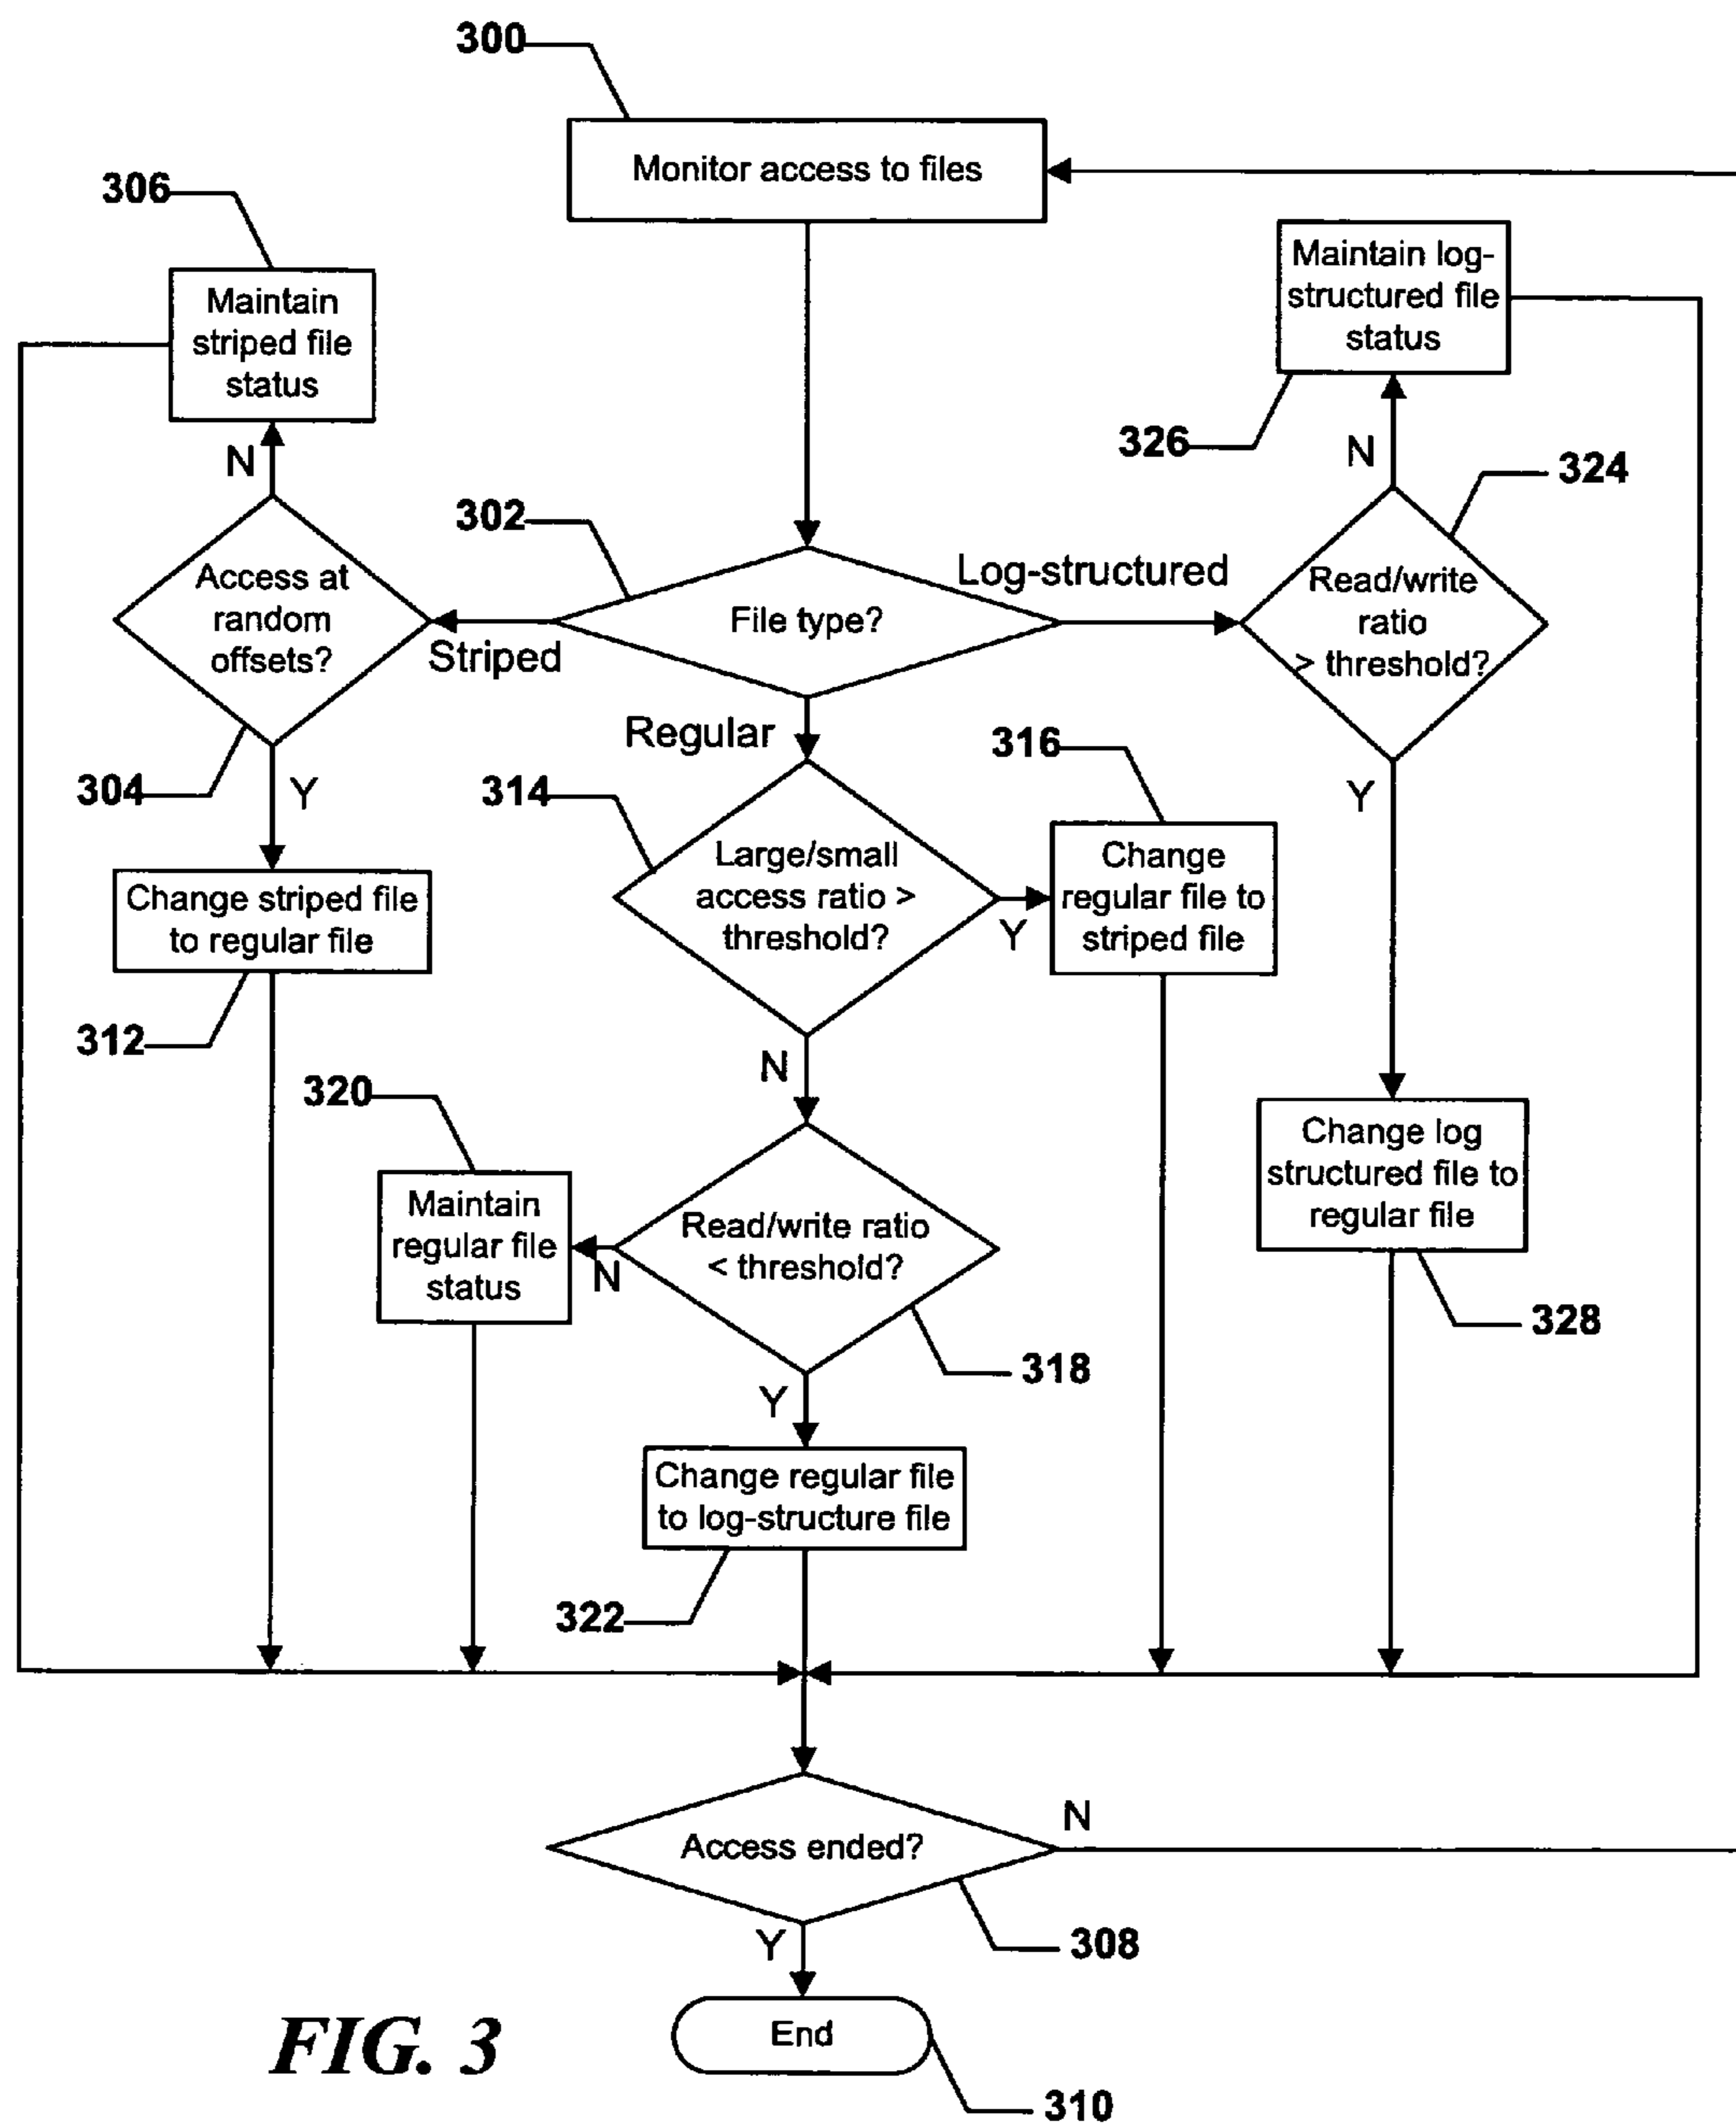 300
Monitor access to files
306
Maintain
striped file
status
Maintain log-
structured file
status
326
N
324
N
302
Log-structured
Access at
random
offsets?
File type?
Read/write
ratio
> threshold?
Striped
Regular
304
Y
314
316
Y
Large/small
access ratio >
threshold?
Change
regular file to
striped file
Y
Change striped file
to regular file
312
N
320
Maintain
regular file
status
Read/write ratio
< threshold?
N
Change log
structured file to
regular file
328
318
Y
Change regular file
to log-structure file
322
Access ended?
N
308
Y
End
310
FIG. 3